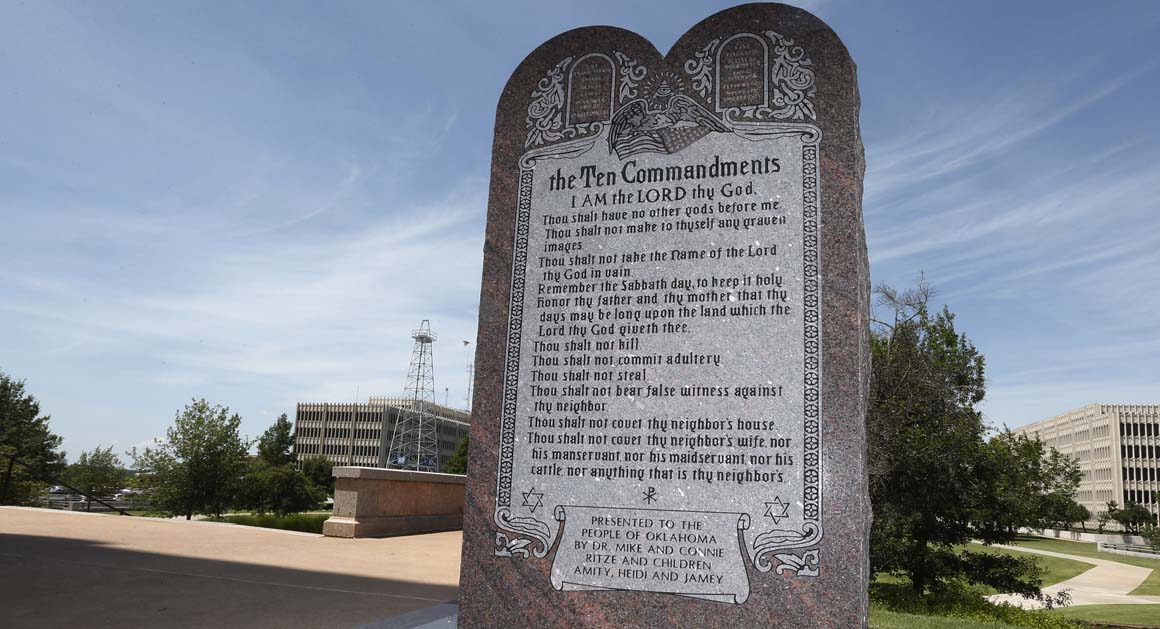 the Ten Commandments
I AM the LORD thy God.
Thou shalt have no other gods before me.
Thou shalt not make to thyself any graven
images.
Thou shalt not take the Name of the Lord
thy God in vain.
Remember the Sabbath day, to keep it holy.
Honor thy father and thy mother that thy
days may be long upon the land which the
Lord thy God giveth thee.
Thou shalt not kill.
Thou shalt not commit adultery.
Thou shalt not steal.
Thou shalt not bear false witness against
thy neighbor.
Thou shalt not covet thy neighbor's house.
Thou shalt not covet thy neighbor's wife, nor
his manservant nor his maidservant, nor his
cattle, nor anything that is thy neighbor's.
PRESENTED TO THE
PEOPLE OF OKLAHOMA
BY DR. MIKE AND CONNIE
RITZE AND CHILDREN
AMITY, HEIDI AND JAMEY